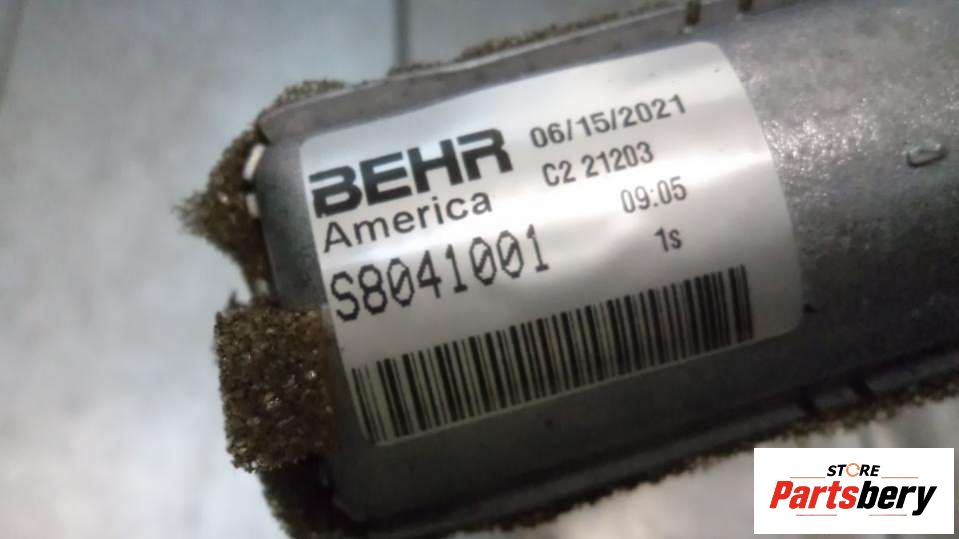 BEHR
America
S8041001
06/15/2021
C2 21203
09:05
1s
STORE
Partsbery